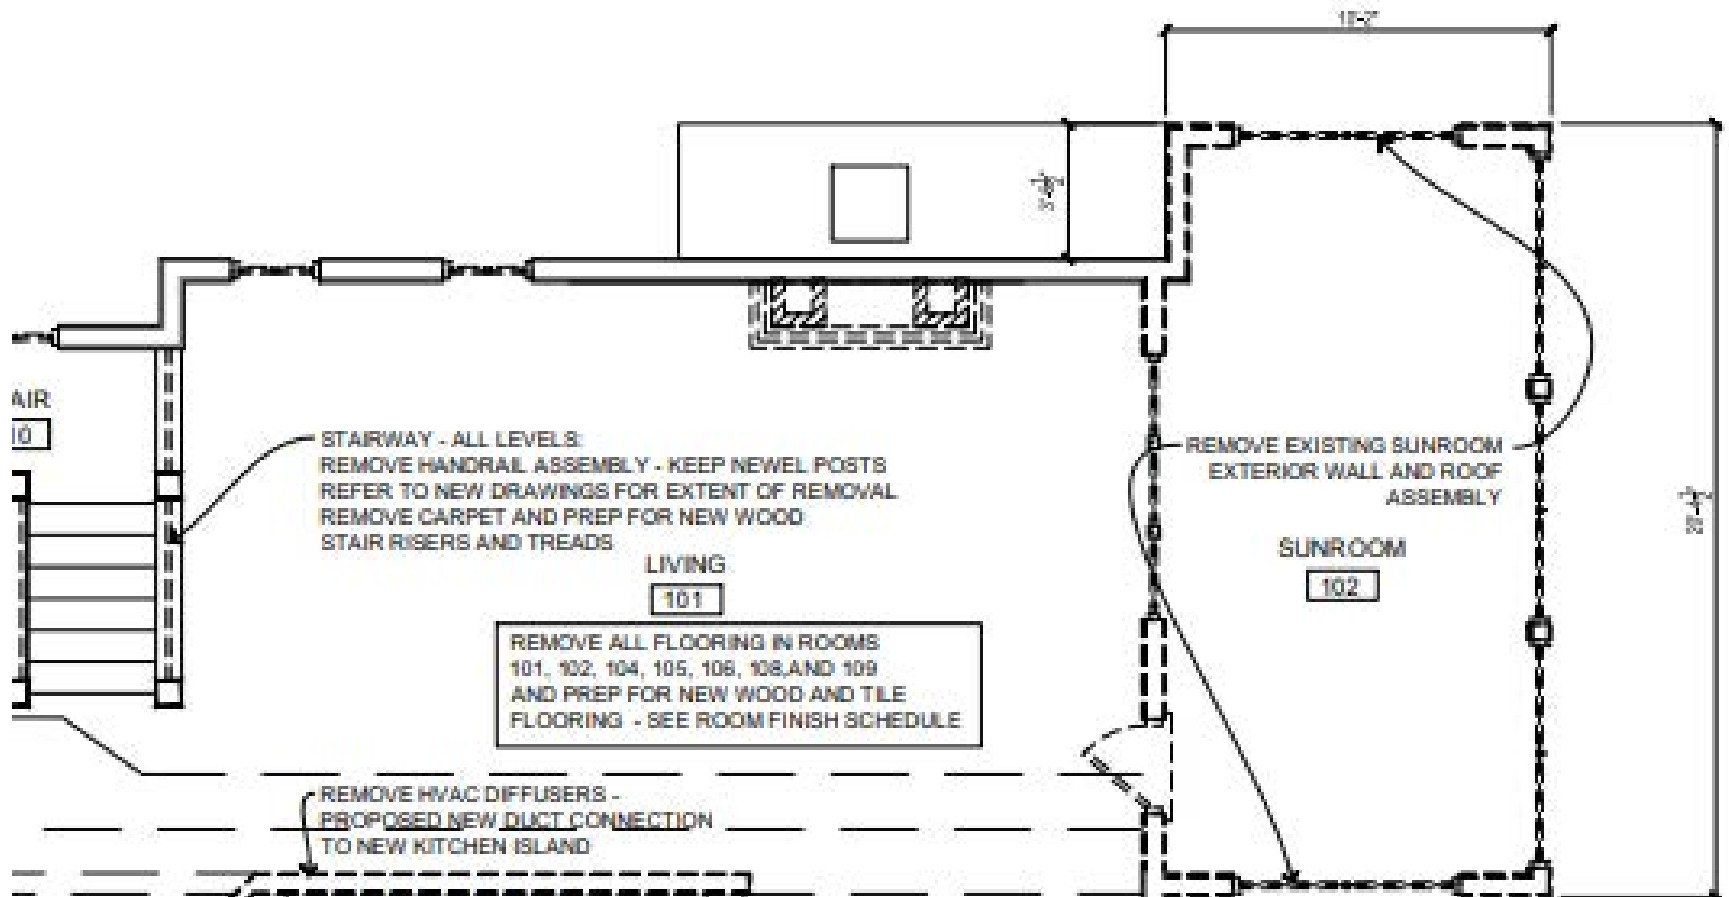 10'-2"
AIR
10
STAIRWAY - ALL LEVELS:
REMOVE HANDRAIL ASSEMBLY - KEEP NEWEL POSTS
REFER TO NEW DRAWINGS FOR EXTENT OF REMOVAL
REMOVE CARPET AND PREP FOR NEW WOOD
STAIR RISERS AND TREADS
LIVING
101
REMOVE ALL FLOORING IN ROOMS
101, 102, 104, 105, 106, 108,AND 109
AND PREP FOR NEW WOOD AND TILE
FLOORING - SEE ROOM FINISH SCHEDULE
REMOVE HVAC DIFFUSERS -
PROPOSED NEW DUCT CONNECTION
TO NEW KITCHEN ISLAND
REMOVE EXISTING SUNROOM
EXTERIOR WALL AND ROOF
ASSEMBLY
SUNROOM
102